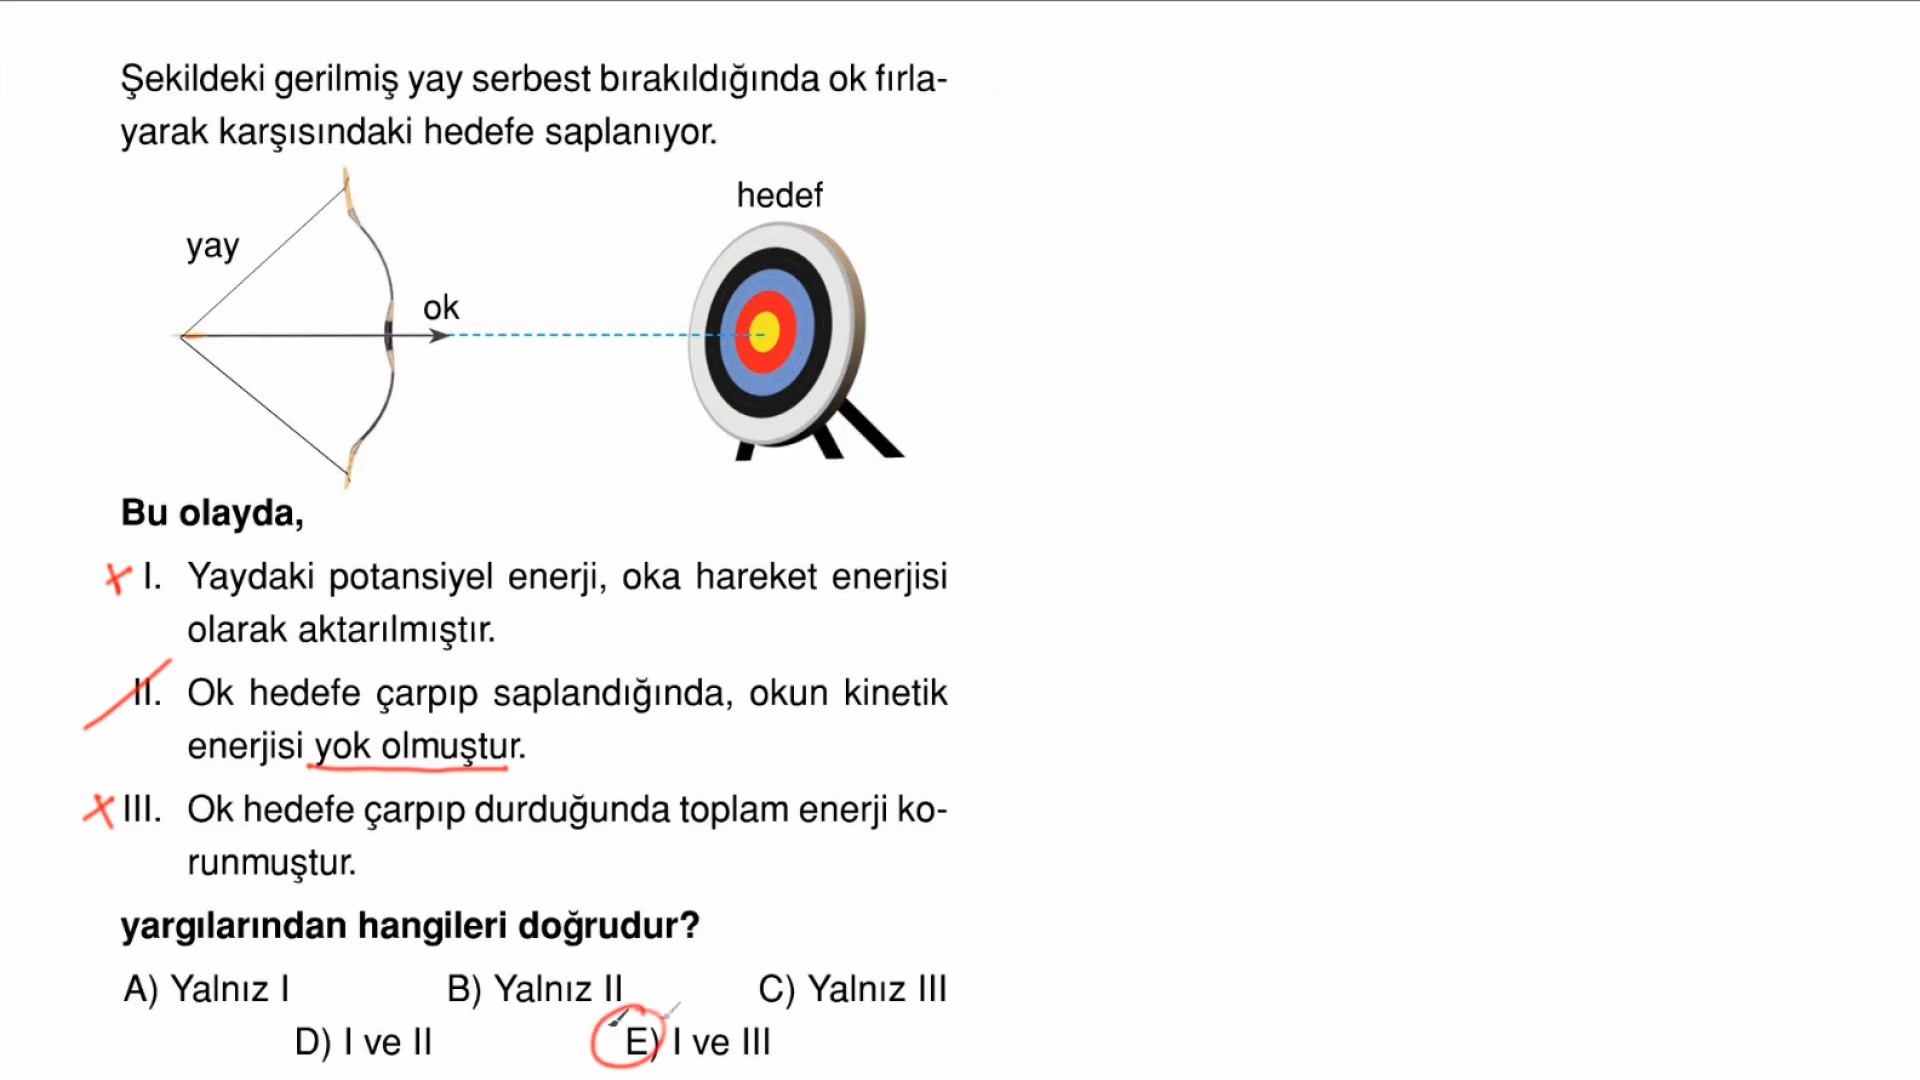 Şekildeki gerilmiş yay serbest bırakıldığında ok fırla-
yarak karşısındaki hedefe saplanıyor.
hedef
yay
ok
Bu olayda,
I. Yaydaki potansiyel enerji, oka hareket enerjisi
olarak aktarılmıştır.
II. Ok hedefe çarpıp saplandığında, okun kinetik
enerjisi yok olmuştur.
III. Ok hedefe çarpıp durduğunda toplam enerji ko-
runmuştur.
yargılarından hangileri doğrudur?
A) Yalnız I B) Yalnız II C) Yalnız III
D) I ve II E) I ve III